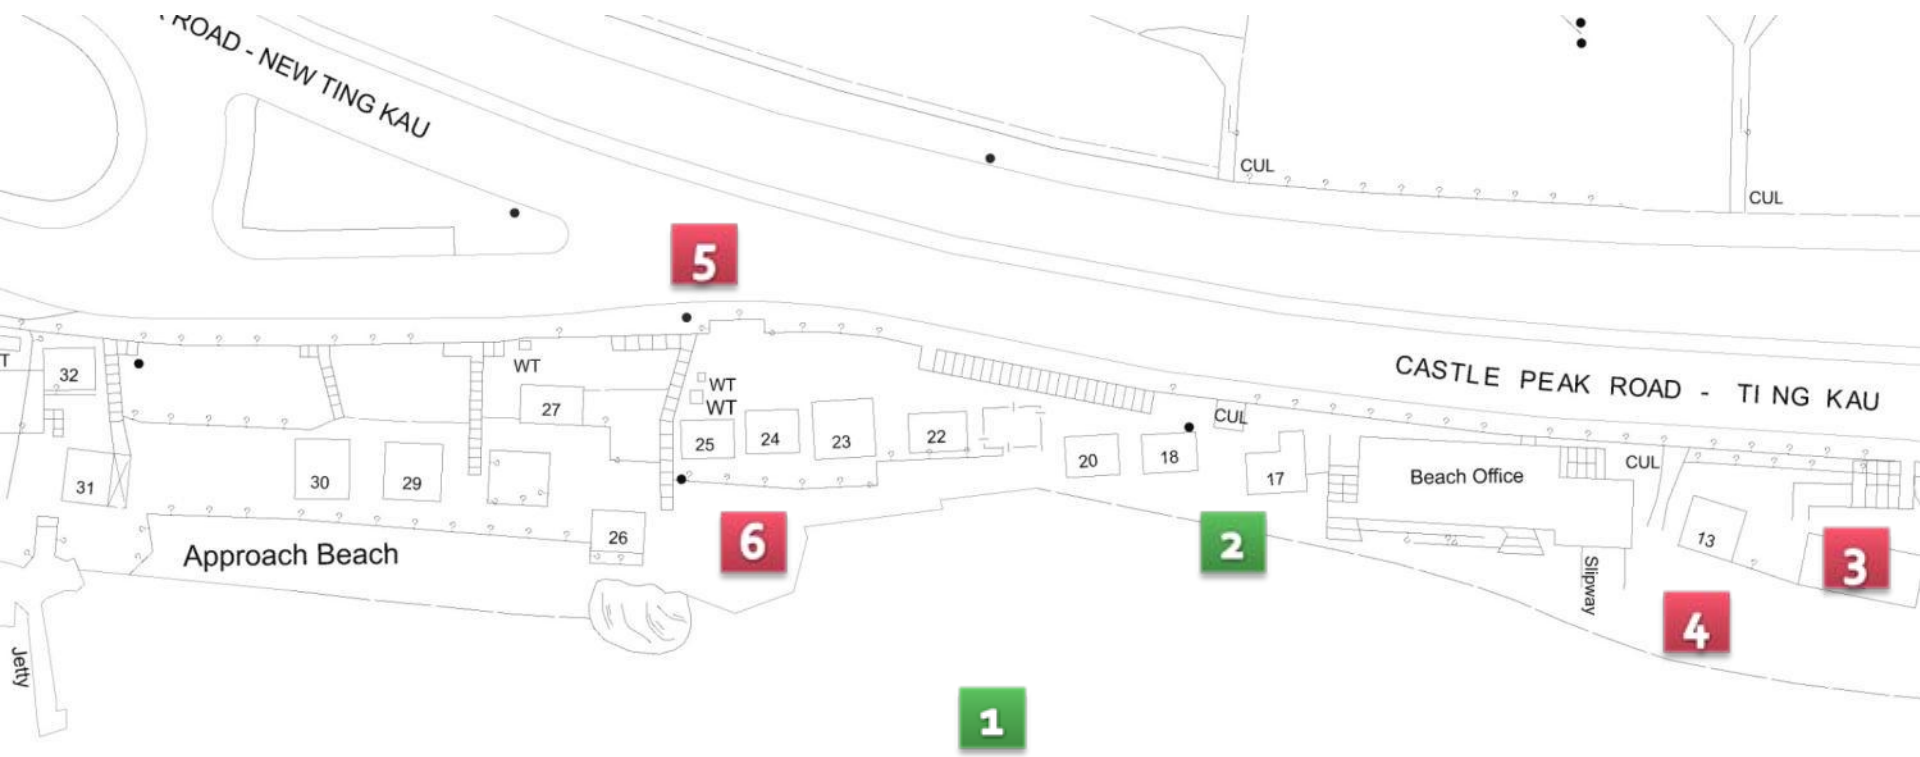 ROAD - NEW TING KAU
CUL
CUL
5
CASTLE PEAK ROAD - TING KAU
T
32
WT
WT
WT
27
25
24
23
22
CUL
20
18
17
Beach Office
CUL
31
30
29
26
6
2
13
3
Approach Beach
Slipway
4
Jetty
1